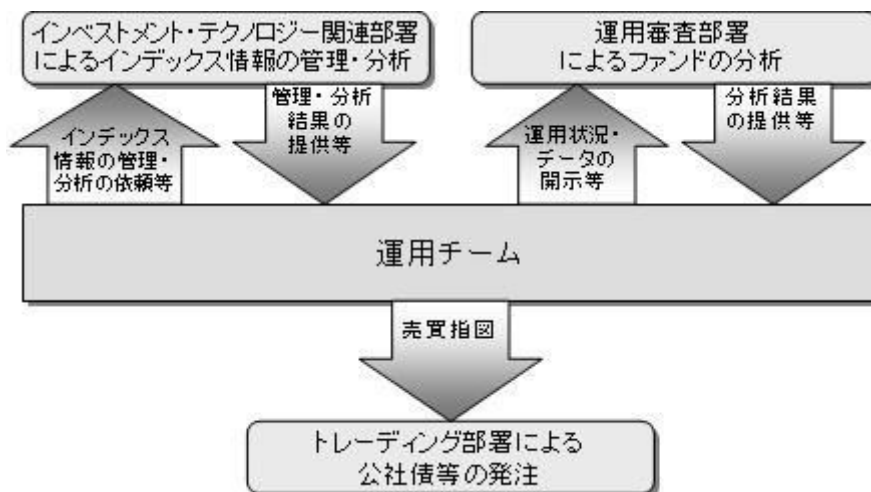 インベストメント・テクノロジー関連部署
によるインデックス情報の管理・分析
運用審査部署
によるファンドの分析
インデックス
情報の管理・
分析の依頼等
管理・分析
結果の
提供等
運用状況・
データの
開示等
分析結果
の提供等
運用チーム
売買指図
トレーディング部署による
公社債等の発注